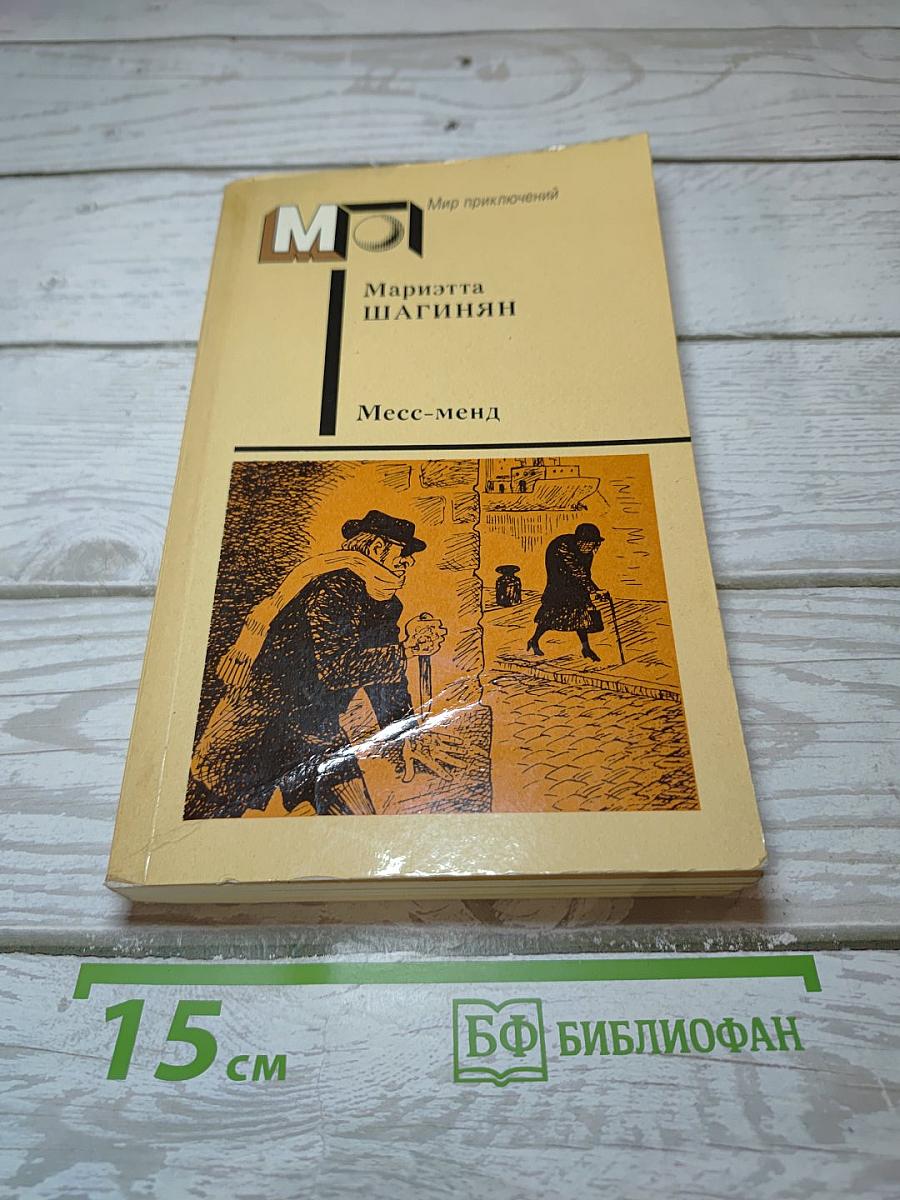 М
Мир приключений
Мариэтта
ШАГИНЯН
Месс-менд
15 см
БФ БИБЛИОФАН